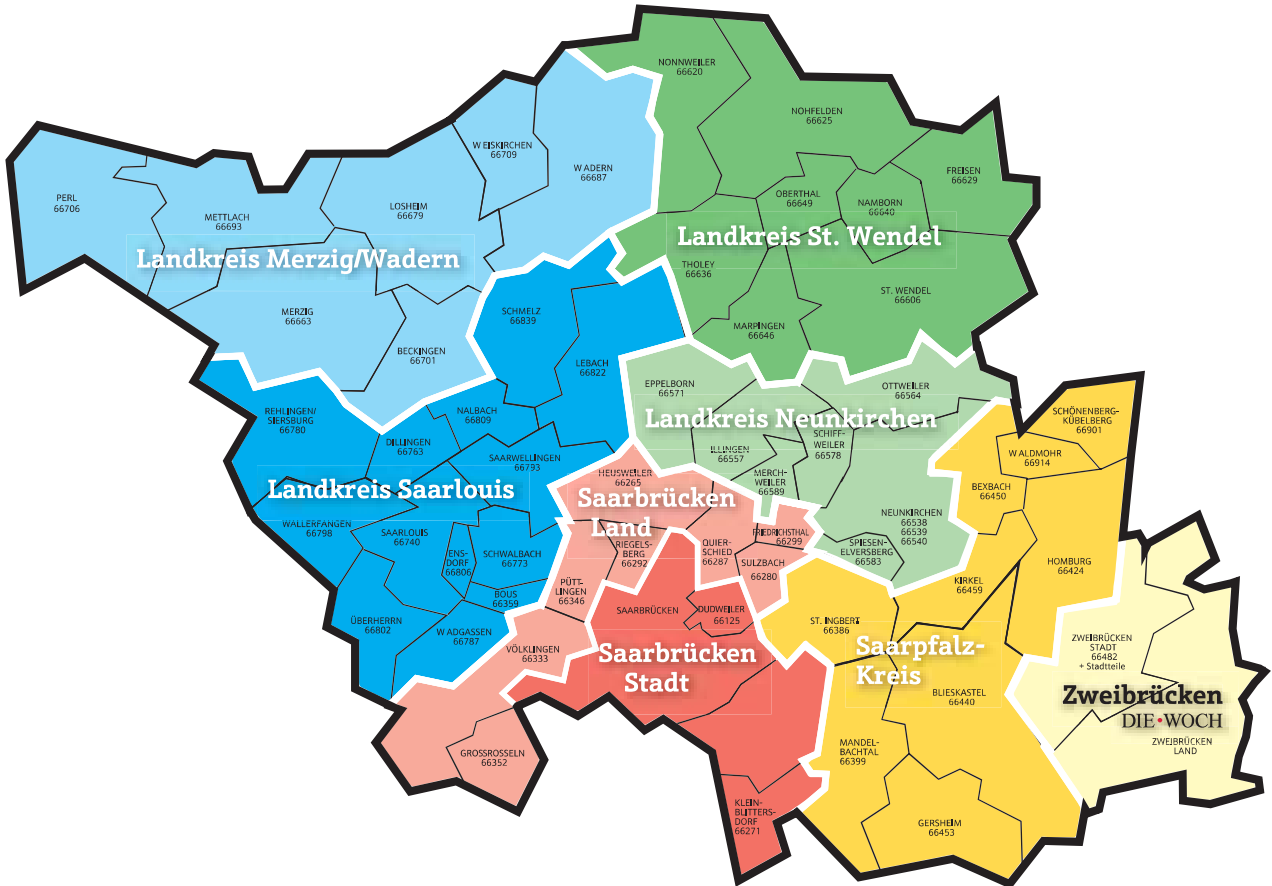 NONNWEILER
66620
NOHFELDEN
66625
FREISEN
66629
OBERTHAL
66649
NAMBORN
66640
Landkreis St. Wendel
THOLEY
66636
ST. WENDEL
66606
MARPINGEN
66646
WEISKIRCHEN
66709
WADERN
66687
PERL
66706
METTLACH
66693
LOSHEIM
66679
Landkreis Merzig/Wadern
MERZIG
66663
BECKINGEN
66701
SCHMELZ
66839
LEBACH
66822
REHLINGEN/
SIERSBURG
66780
NALBACH
66809
DILLINGEN
66763
SAARWELLINGEN
66793
Landkreis Saarlouis
WALLERFANGEN
66798
SAARLOUIS
66740
ENS-
DORF
66806
SCHWALBACH
66773
BOUS
66359
ÜBERHERRN
66802
WADGASSEN
66787
EPPELBORN
66571
OTTWEILER
66564
Landkreis Neunkirchen
ILLINGEN
66557
SCHIFF-
WEILER
66578
MERCH-
WEILER
66589
NEUNKIRCHEN
66538
66539
66540
SPIESEN-
ELVERSBERG
66583
HEUSWEILER
66265
Saarbrücken
Land
RIEGELS-
BERG
66292
QUIER-
SCHIED
66287
FRIEDRICHSTHAL
66299
SULZBACH
66280
PÜTT-
LINGEN
66346
VÖLKLINGEN
66333
GROSSROSSELN
66352
SAARBRÜCKEN
DUDWEILER
66125
Saarbrücken
Stadt
KLEIN-
BLITTERS-
DORF
66271
SCHÖNENBERG-
KÜBELBERG
66901
WALDMOHR
66914
BEXBACH
66450
HOMBURG
66424
KIRKEL
66459
ST. INGBERT
66386
Saarpfalz-
Kreis
BLIESKASTEL
66440
MANDEL-
BACHTAL
66399
GERSHEIM
66453
ZWEIBRÜCKEN
STADT
66482
+ Stadtteile
Zweibrücken
DIE•WOCH
ZWEIBRÜCKEN
LAND